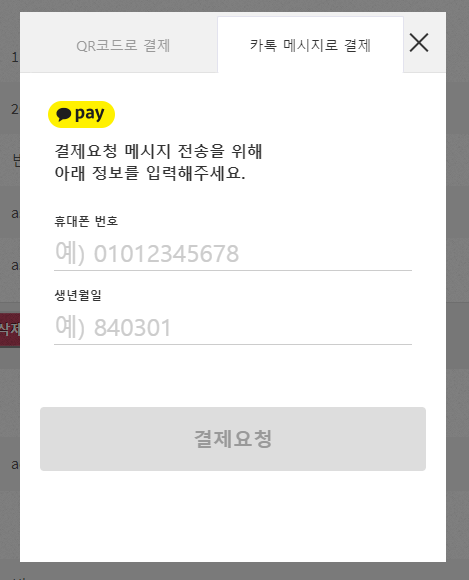 QR코드로 결제
카톡 메시지로 결제
pay
결제요청 메시지 전송을 위해
아래 정보를 입력해주세요.
휴대폰 번호
예) 01012345678
생년월일
예) 840301
삭제
결제요청